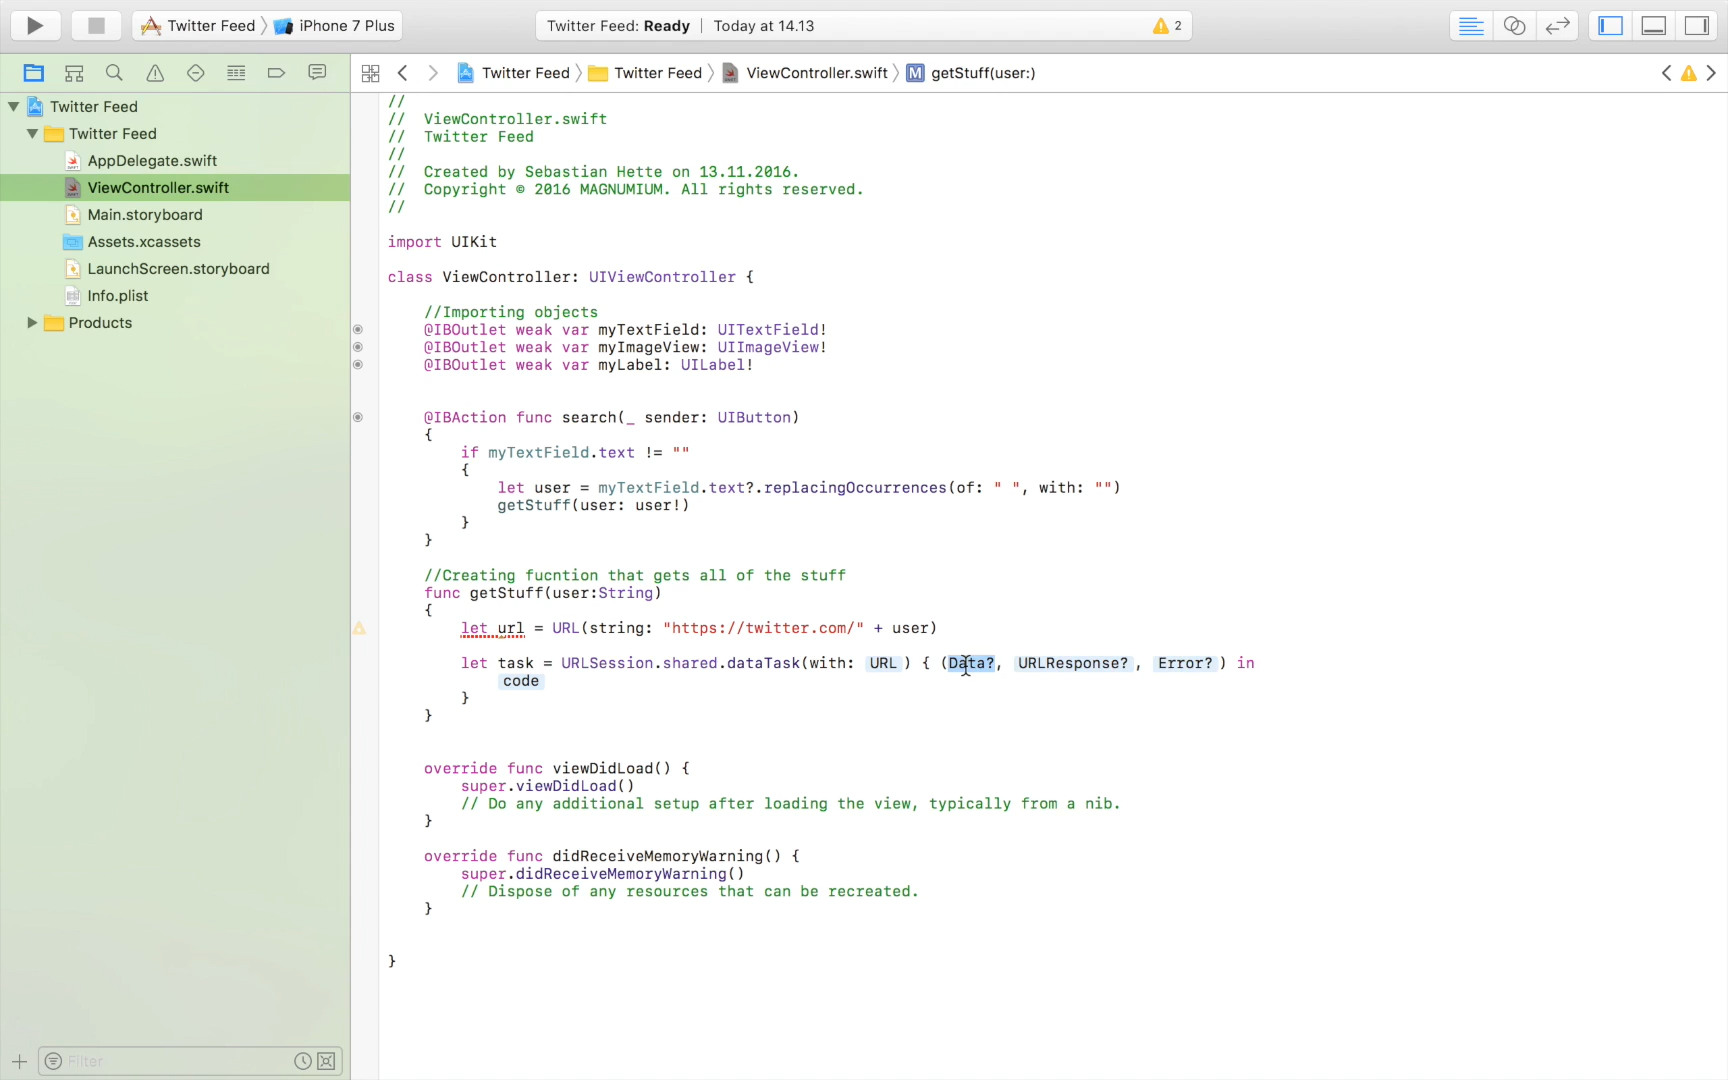 Twitter Feed iPhone 7 Plus
Twitter Feed: Ready Today at 14.13
2
Twitter Feed Twitter Feed ViewController.swift M getStuff(user:)
Twitter Feed
Twitter Feed
AppDelegate.swift
ViewController.swift
Main.storyboard
Assets.xcassets
LaunchScreen.storyboard
Info.plist
Products
Filter
//
// ViewController.swift
// Twitter Feed
//
// Created by Sebastian Hette on 13.11.2016.
// Copyright © 2016 MAGNUMIUM. All rights reserved.
//
import UIKit
class ViewController: UIViewController {
//Importing objects
@IBOutlet weak var myTextField: UITextField!
@IBOutlet weak var myImageView: UIImageView!
@IBOutlet weak var myLabel: UILabel!
@IBAction func search(_ sender: UIButton)
{
if myTextField.text != ""
{
let user = myTextField.text?.replacingOccurrences(of: " ", with: "")
getStuff(user: user!)
}
}
//Creating fucntion that gets all of the stuff
func getStuff(user:String)
{
let url = URL(string: "https://twitter.com/" + user)
let task = URLSession.shared.dataTask(with: URL) { (Data?, URLResponse?, Error?) in
code
}
}
override func viewDidLoad() {
super.viewDidLoad()
// Do any additional setup after loading the view, typically from a nib.
}
override func didReceiveMemoryWarning() {
super.didReceiveMemoryWarning()
// Dispose of any resources that can be recreated.
}
}